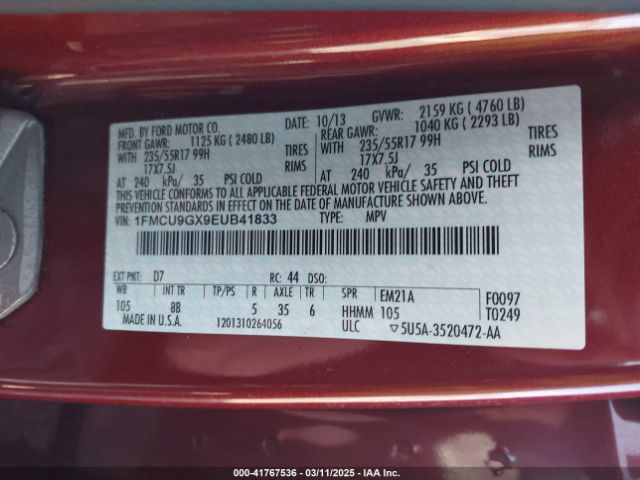 MFD. BY FORD MOTOR CO. DATE: 10/13 GVWR: 2159 KG ( 4760 LB)
FRONT GAWR: 1125 KG ( 2480 LB) REAR GAWR: 1040 KG ( 2293 LB)
WITH 235/55R17 99H TIRES WITH 235/55R17 99H TIRES
17X7.5J RIMS 17X7.5J RIMS
AT 240 kPa/ 35 PSI COLD AT 240 kPa/ 35 PSI COLD
THIS VEHICLE CONFORMS TO ALL APPLICABLE FEDERAL MOTOR VEHICLE SAFETY AND THEFT
PREVENTION STANDARDS IN EFFECT ON THE DATE OF MANUFACTURE SHOWN ABOVE.
VIN: 1FMCU9GX9EUB41833 TYPE: MPV
EXT PNT: D7 RC: 44 DSO:
WB INT TR TP/PS R AXLE TR SPR EM21A F0097
105 8B 5 35 6 HHMM 105 T0249
MADE IN U.S.A. 1201310264056 ULC ▽5U5A-3520472-AA
000-41767536 - 03/11/2025 - IAA Inc.